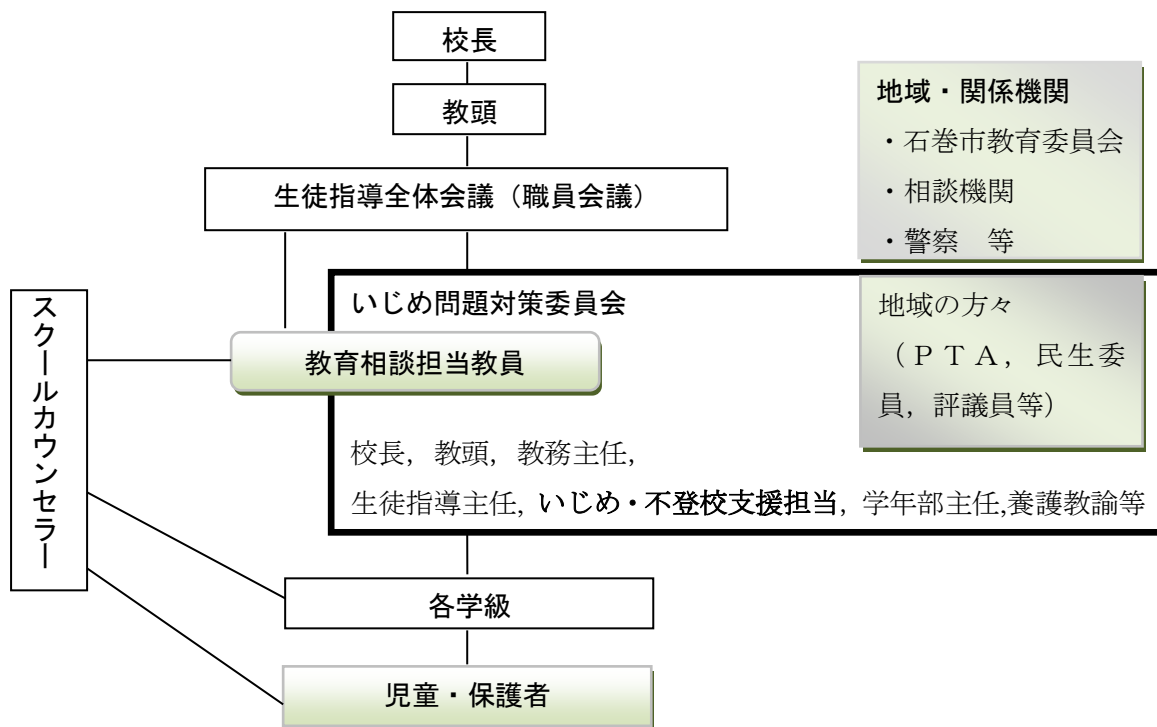 校長
教頭
生徒指導全体会議（職員会議）
地域・関係機関
・石巻市教育委員会
・相談機関
・警察　等
スクールカウンセラー
いじめ問題対策委員会
教育相談担当教員
地域の方々
（ＰＴＡ，民生委
員，評議員等）
校長，教頭，教務主任，
生徒指導主任，いじめ・不登校支援担当，学年部主任,養護教諭等
各学級
児童・保護者